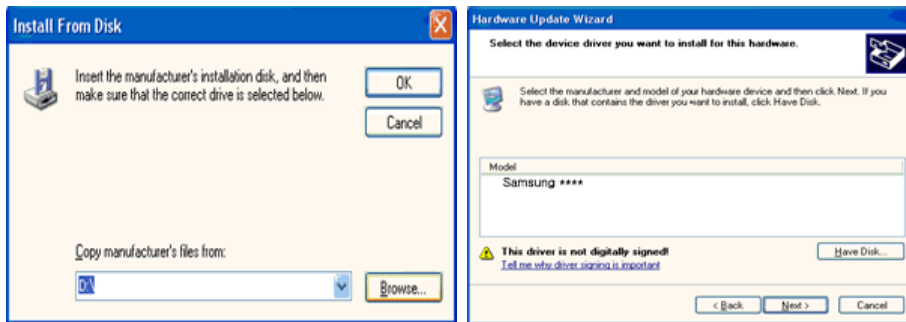 Install From Disk
Insert the manufacturer's installation disk, and then
make sure that the correct drive is selected below.
OK
Cancel
Copy manufacturer's files from:
D:\
Browse...
Hardware Update Wizard
Select the device driver you want to install for this hardware.
Select the manufacturer and model of your hardware device and then click Next. If you
have a disk that contains the driver you want to install, click Have Disk.
Model
Samsung ****
This driver is not digitally signed!
Tell me why driver signing is important
Have Disk...
< Back
Next >
Cancel